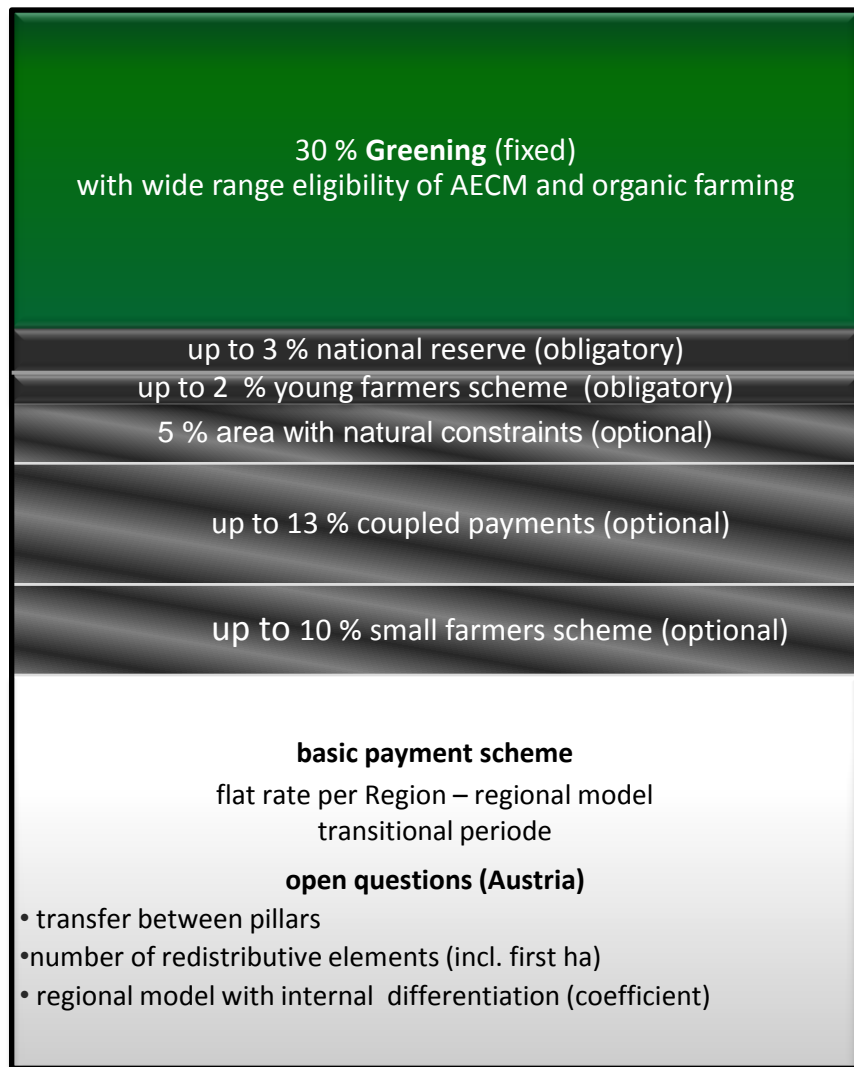 30 % Greening (fixed)
with wide range eligibility of AECM and organic farming
up to 3 % national reserve (obligatory)
up to 2 % young farmers scheme (obligatory)
5 % area with natural constraints (optional)
up to 13 % coupled payments (optional)
up to 10 % small farmers scheme (optional)
basic payment scheme
flat rate per Region – regional model
transitional periode
open questions (Austria)
• transfer between pillars
•number of redistributive elements (incl. first ha)
• regional model with internal differentiation (coefficient)